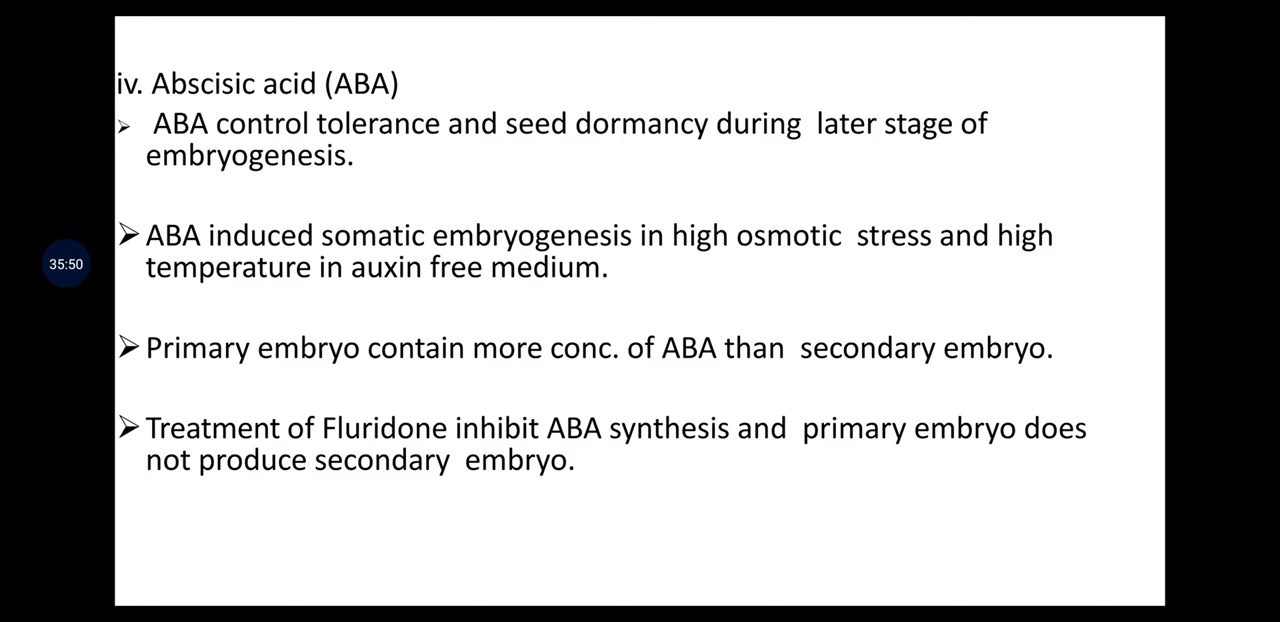 iv. Abscisic acid (ABA)
➢ ABA control tolerance and seed dormancy during later stage of
embryogenesis.
➢ ABA induced somatic embryogenesis in high osmotic stress and high
35:50
temperature in auxin free medium.
➢ Primary embryo contain more conc. of ABA than secondary embryo.
➢ Treatment of Fluridone inhibit ABA synthesis and primary embryo does
not produce secondary embryo.